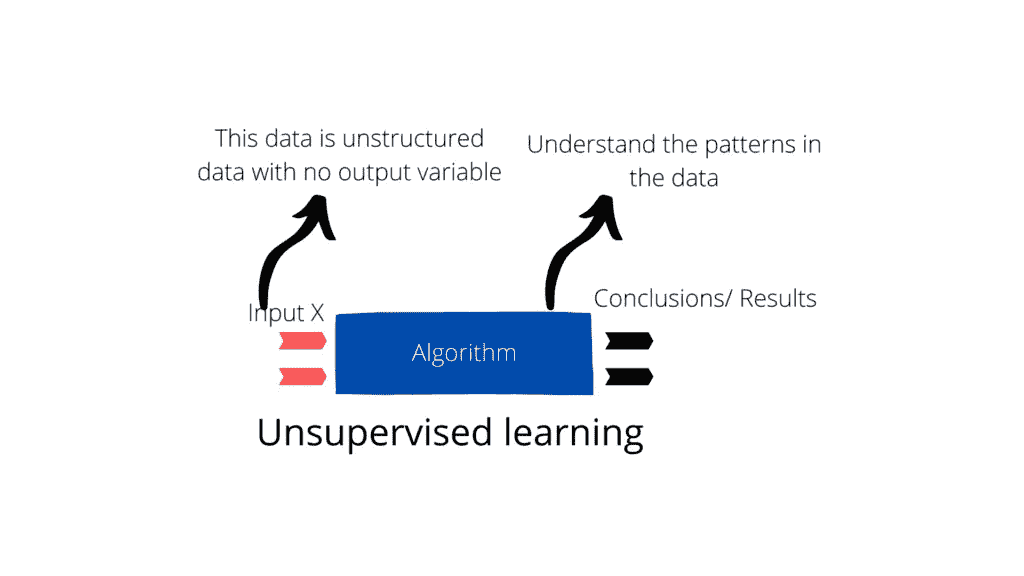 This data is unstructured
data with no output variable
Understand the patterns in
the data
Input X
Algorithm
Conclusions/ Results
Unsupervised learning